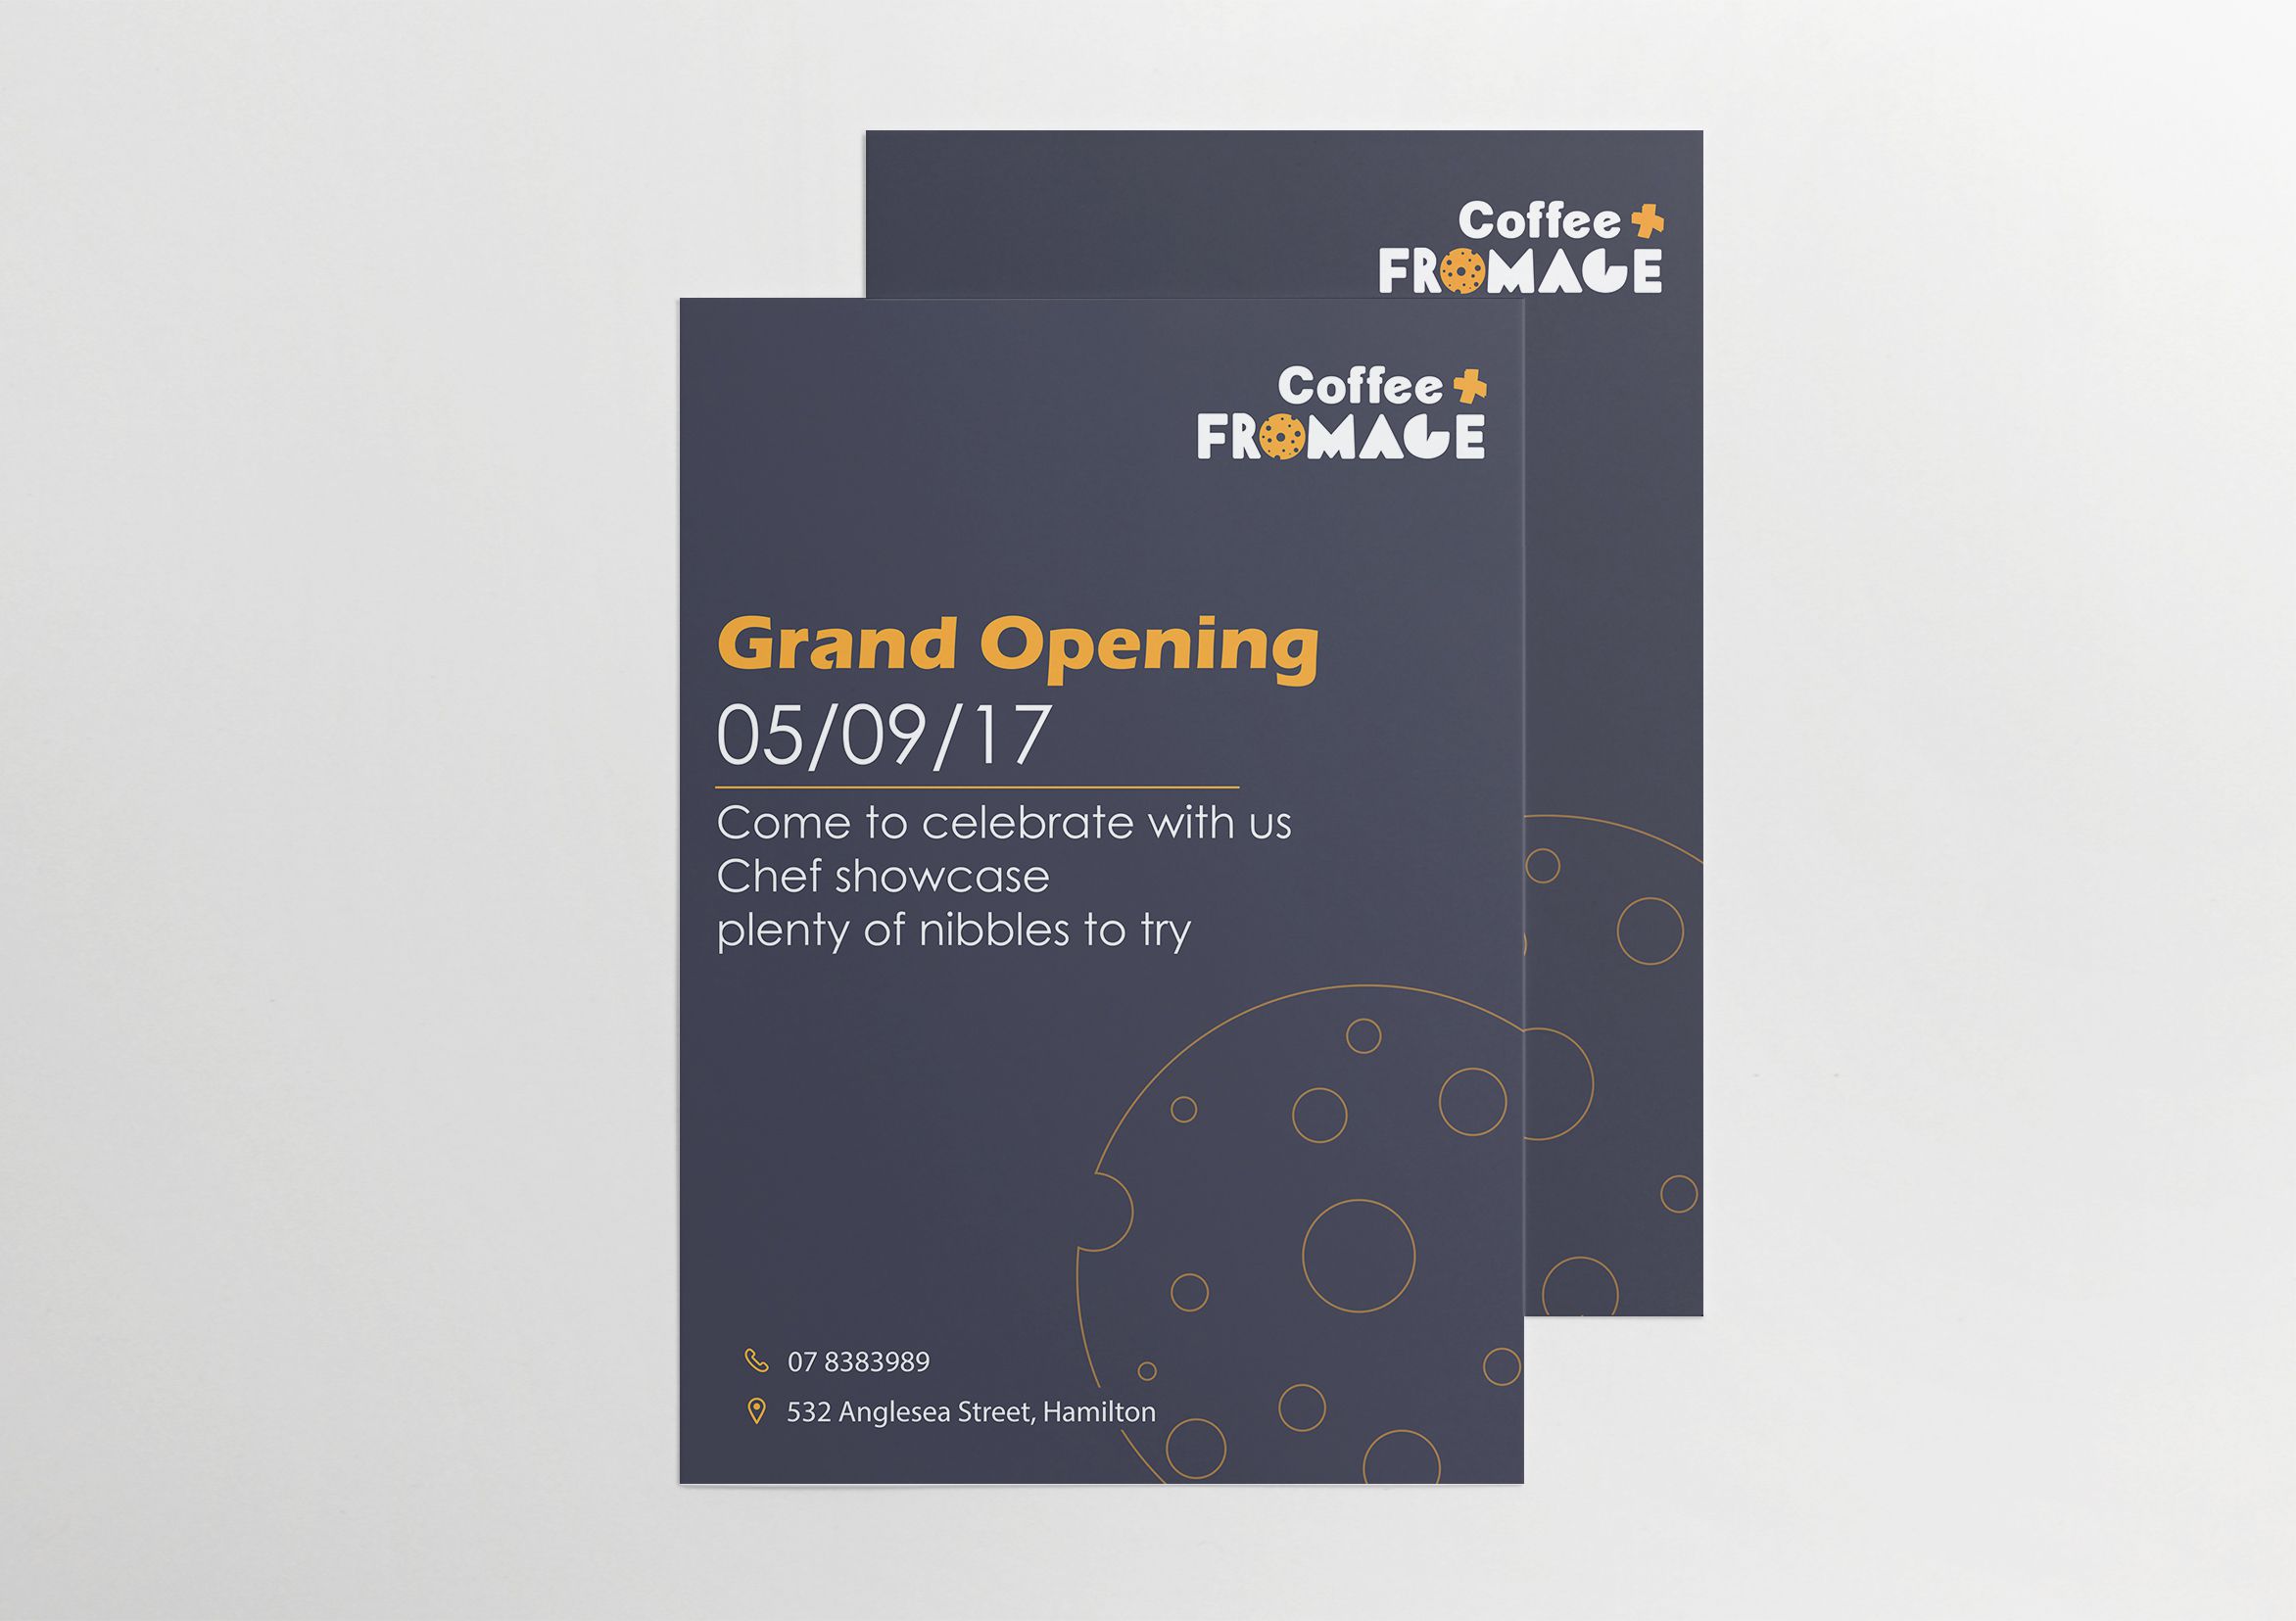 Coffee +
FROMAGE
Coffee +
FROMAGE
Grand Opening
05/09/17
Come to celebrate with us
Chef showcase
plenty of nibbles to try
07 8383989
532 Anglesea Street, Hamilton